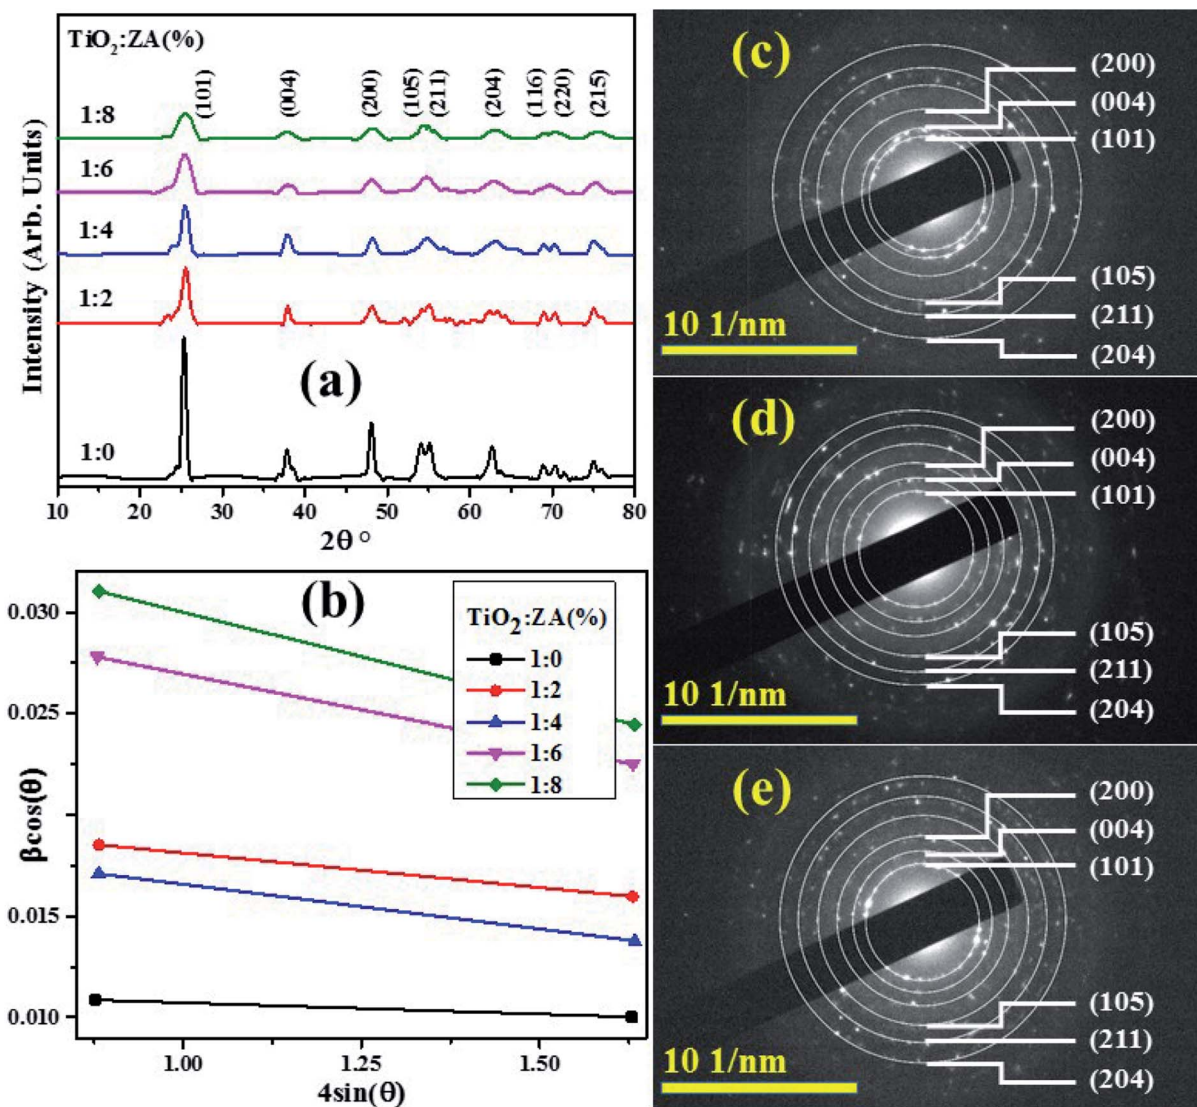 TiO2:ZA(%)
(101)
(004)
(200)
(105)
(211)
(204)
(116)
(220)
(215)
1:8
1:6
1:4
1:2
1:0
(a)
Intensity (Arb. Units)
10 20 30 40 50 60 70 80
2θ °
(b)
TiO2:ZA(%)
1:0
1:2
1:4
1:6
1:8
0.030
0.025
0.020
0.015
0.010
βcos(θ)
1.00 1.25 1.50
4sin(θ)
(c)
(200)
(004)
(101)
(105)
(211)
(204)
10 1/nm
(d)
(200)
(004)
(101)
(105)
(211)
(204)
10 1/nm
(e)
(200)
(004)
(101)
(105)
(211)
(204)
10 1/nm